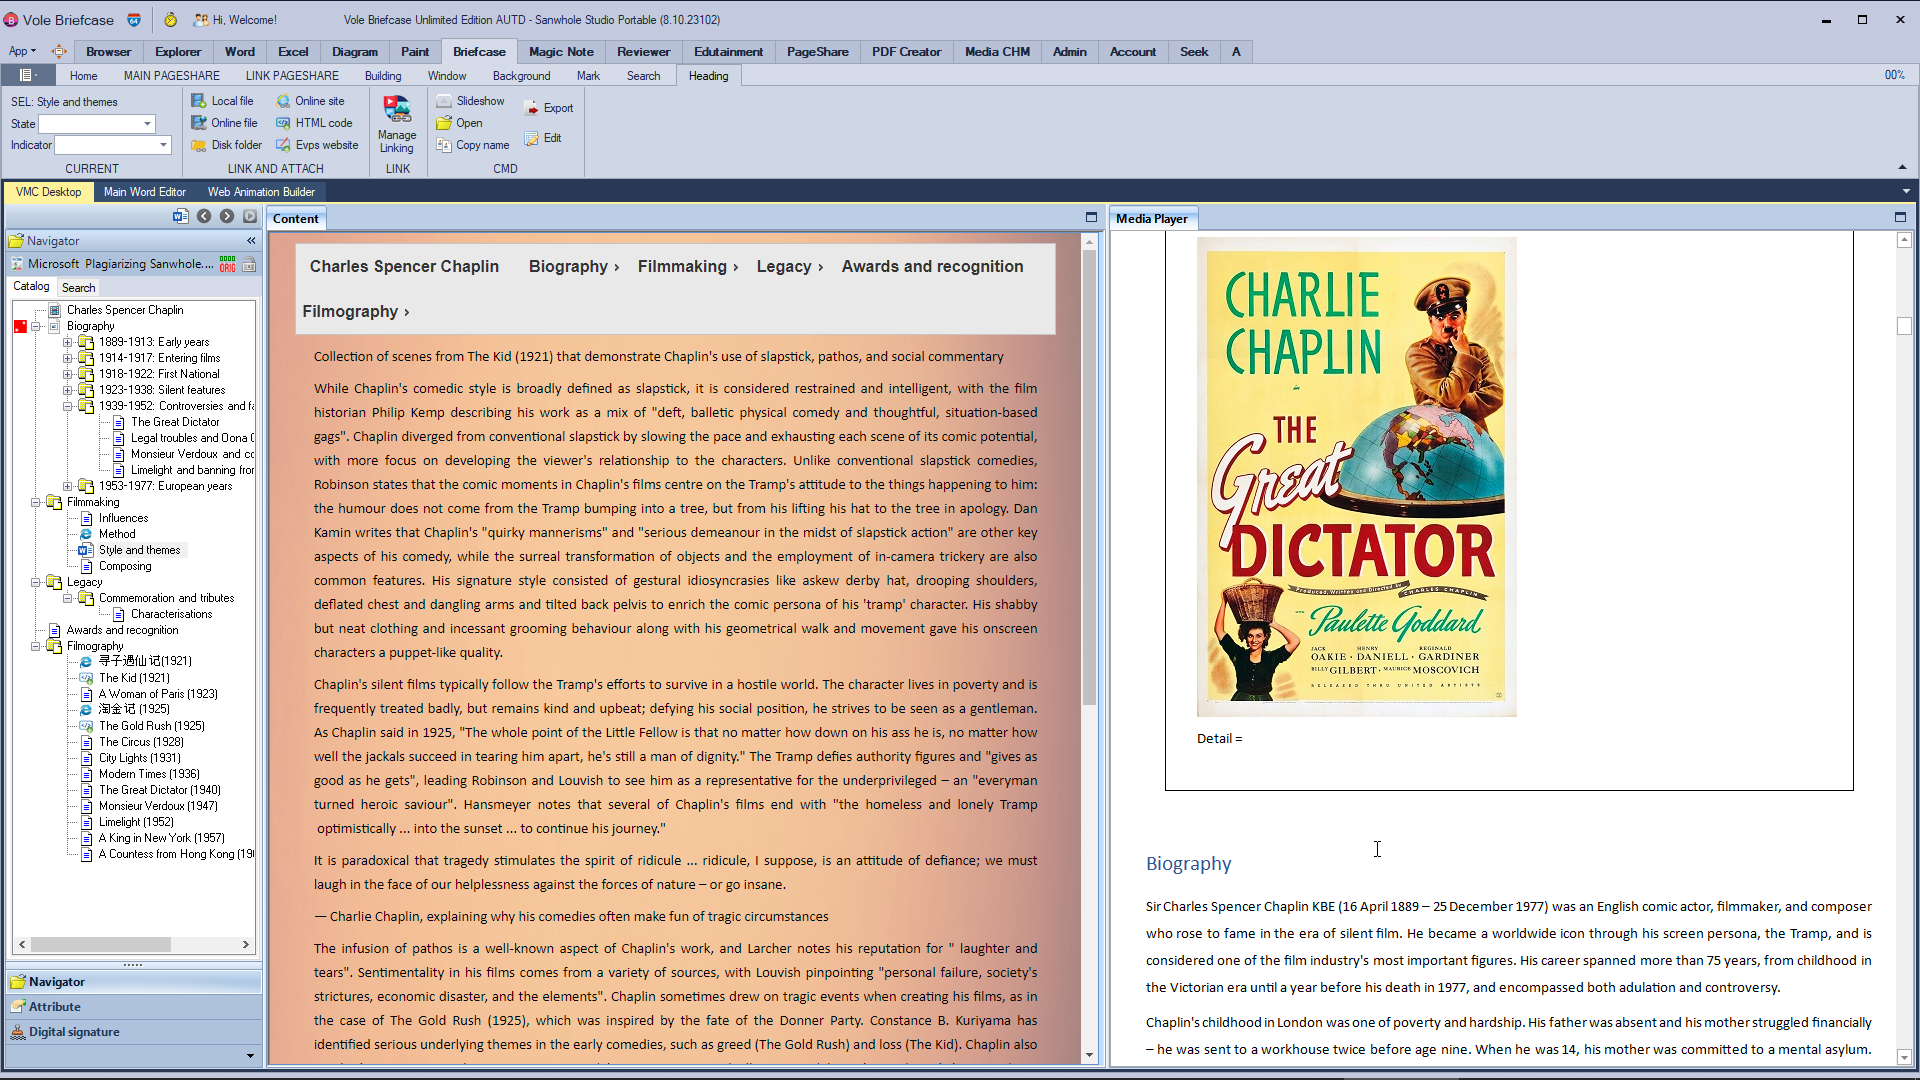 Vole Briefcase
Hi, Welcome!
Vole Briefcase Unlimited Edition AUTD - Sanwhole Studio Portable (8.10.23102)
App
Browser Explorer Word Excel Diagram Paint Briefcase Magic Note Reviewer Edutainment PageShare PDF Creator Media CHM Admin Account Seek A
Home MAIN PAGESHARE LINK PAGESHARE Building Window Background Mark Search Heading
00%
SEL: Style and themes
State
Indicator
CURRENT
Local file
Online file
Disk folder
Online site
HTML code
Evps website
LINK AND ATTACH
Manage
Linking
LINK
Slideshow
Open
Copy name
Export
Edit
CMD
VMC Desktop Main Word Editor Web Animation Builder
Navigator
Microsoft Plagiarizing Sanwhole....
Catalog Search
Charles Spencer Chaplin
Biography
1889-1913: Early years
1914-1917: Entering films
1918-1922: First National
1923-1938: Silent features
1939-1952: Controversies and fa
The Great Dictator
Legal troubles and Oona O
Monsieur Verdoux and co
Limelight and banning from
1953-1977: European years
Filmmaking
Influences
Method
Style and themes
Composing
Legacy
Commemoration and tributes
Characterisations
Awards and recognition
Filmography
寻子遇仙记(1921)
The Kid (1921)
A Woman of Paris (1923)
淘金记 (1925)
The Gold Rush (1925)
The Circus (1928)
City Lights (1931)
Modern Times (1936)
The Great Dictator (1940)
Monsieur Verdoux (1947)
Limelight (1952)
A King in New York (1957)
A Countess from Hong Kong (19
Navigator
Attribute
Digital signature
Content
Charles Spencer Chaplin Biography › Filmmaking › Legacy › Awards and recognition
Filmography ›
Collection of scenes from The Kid (1921) that demonstrate Chaplin's use of slapstick, pathos, and social commentary
While Chaplin's comedic style is broadly defined as slapstick, it is considered restrained and intelligent, with the film
historian Philip Kemp describing his work as a mix of "deft, balletic physical comedy and thoughtful, situation-based
gags". Chaplin diverged from conventional slapstick by slowing the pace and exhausting each scene of its comic potential,
with more focus on developing the viewer's relationship to the characters. Unlike conventional slapstick comedies,
Robinson states that the comic moments in Chaplin's films centre on the Tramp's attitude to the things happening to him:
the humour does not come from the Tramp bumping into a tree, but from his lifting his hat to the tree in apology. Dan
Kamin writes that Chaplin's "quirky mannerisms" and "serious demeanour in the midst of slapstick action" are other key
aspects of his comedy, while the surreal transformation of objects and the employment of in-camera trickery are also
common features. His signature style consisted of gestural idiosyncrasies like askew derby hat, drooping shoulders,
deflated chest and dangling arms and tilted back pelvis to enrich the comic persona of his 'tramp' character. His shabby
but neat clothing and incessant grooming behaviour along with his geometrical walk and movement gave his onscreen
characters a puppet-like quality.
Chaplin's silent films typically follow the Tramp's efforts to survive in a hostile world. The character lives in poverty and is
frequently treated badly, but remains kind and upbeat; defying his social position, he strives to be seen as a gentleman.
As Chaplin said in 1925, "The whole point of the Little Fellow is that no matter how down on his ass he is, no matter how
well the jackals succeed in tearing him apart, he's still a man of dignity." The Tramp defies authority figures and "gives as
good as he gets", leading Robinson and Louvish to see him as a representative for the underprivileged – an "everyman
turned heroic saviour". Hansmeyer notes that several of Chaplin's films end with "the homeless and lonely Tramp
optimistically ... into the sunset ... to continue his journey."
It is paradoxical that tragedy stimulates the spirit of ridicule ... ridicule, I suppose, is an attitude of defiance; we must
laugh in the face of our helplessness against the forces of nature – or go insane.
— Charlie Chaplin, explaining why his comedies often make fun of tragic circumstances
The infusion of pathos is a well-known aspect of Chaplin's work, and Larcher notes his reputation for " laughter and
tears". Sentimentality in his films comes from a variety of sources, with Louvish pinpointing "personal failure, society's
strictures, economic disaster, and the elements". Chaplin sometimes drew on tragic events when creating his films, as in
the case of The Gold Rush (1925), which was inspired by the fate of the Donner Party. Constance B. Kuriyama has
identified serious underlying themes in the early comedies, such as greed (The Gold Rush) and loss (The Kid). Chaplin also
Media Player
CHARLIE
CHAPLIN
in
THE
Great
DICTATOR
Produced, Written and Directed by CHARLES CHAPLIN
with
Paulette Goddard
JACK OAKIE · HENRY DANIELL · REGINALD GARDINER
BILLY GILBERT · MAURICE MOSCOVICH
RELEASED THRU UNITED ARTISTS
Detail =
Biography
Sir Charles Spencer Chaplin KBE (16 April 1889 – 25 December 1977) was an English comic actor, filmmaker, and composer
who rose to fame in the era of silent film. He became a worldwide icon through his screen persona, the Tramp, and is
considered one of the film industry's most important figures. His career spanned more than 75 years, from childhood in
the Victorian era until a year before his death in 1977, and encompassed both adulation and controversy.
Chaplin's childhood in London was one of poverty and hardship. His father was absent and his mother struggled financially
– he was sent to a workhouse twice before age nine. When he was 14, his mother was committed to a mental asylum.